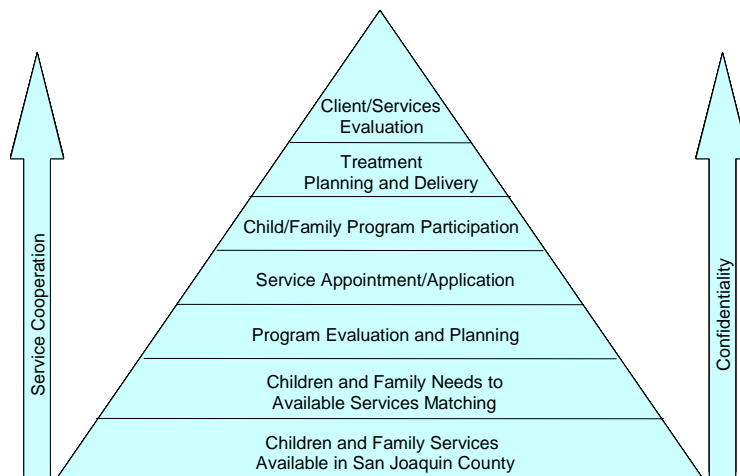 Client/Services
Evaluation
Treatment
Planning and Delivery
Child/Family Program Participation
Service Appointment/Application
Program Evaluation and Planning
Children and Family Needs to
Available Services Matching
Children and Family Services
Available in San Joaquin County
Service Cooperation
Confidentiality